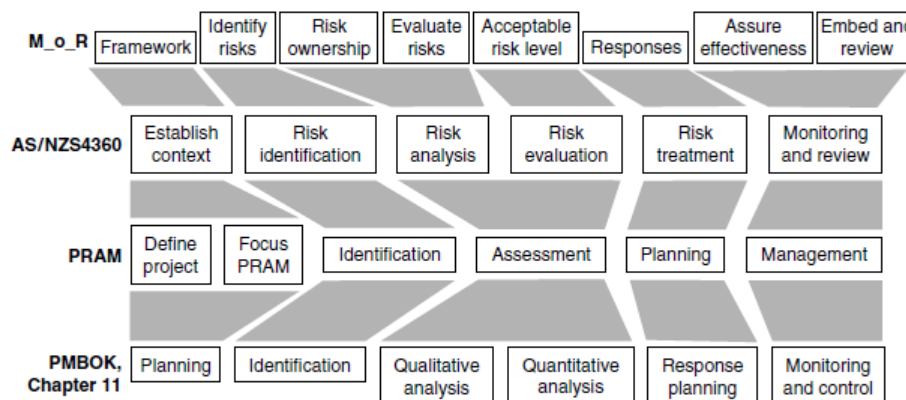 M_o_R
Framework
Identify
risks
Risk
ownership
Evaluate
risks
Acceptable
risk level
Responses
Assure
effectiveness
Embed and
review
AS/NZS4360
Establish
context
Risk
identification
Risk
analysis
Risk
evaluation
Risk
treatment
Monitoring
and review
PRAM
Define
project
Focus
PRAM
Identification
Assessment
Planning
Management
PMBOK,
Chapter 11
Planning
Identification
Qualitative
analysis
Quantitative
analysis
Response
planning
Monitoring
and control